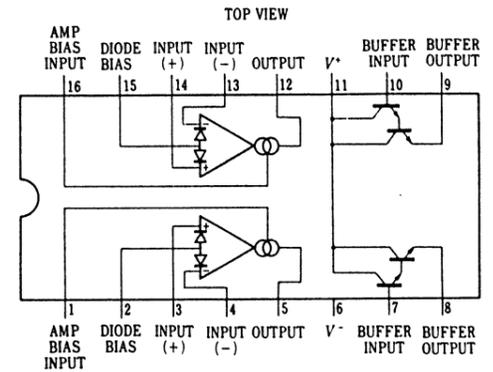 TOP VIEW
AMP BIAS INPUT
DIODE BIAS
INPUT (+)
INPUT (−)
OUTPUT
V+
BUFFER INPUT
BUFFER OUTPUT
16 15 14 13 12 11 10 9
−
+
+
−
1 2 3 4 5 6 7 8
AMP BIAS INPUT
DIODE BIAS
INPUT (+)
INPUT (−)
OUTPUT
V−
BUFFER INPUT
BUFFER OUTPUT